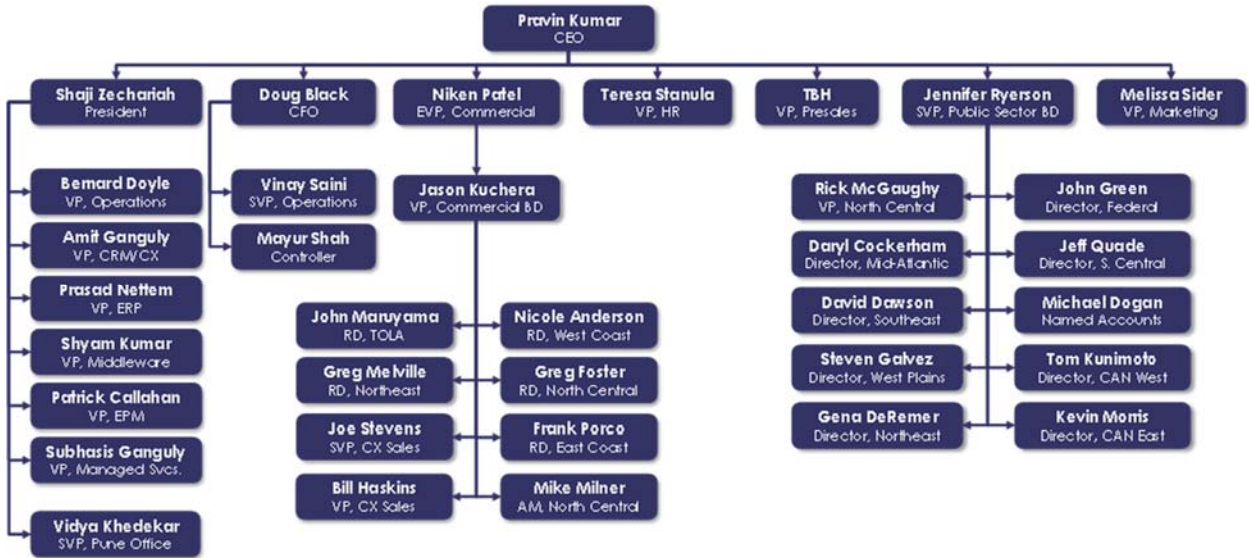 Pravin Kumar
CEO
Shaji Zechariah
President
Doug Black
CFO
Niken Patel
EVP, Commercial
Teresa Stanula
VP, HR
TBH
VP, Presales
Jennifer Ryerson
SVP, Public Sector BD
Melissa Sider
VP, Marketing
Bernard Doyle
VP, Operations
Amit Ganguly
VP, CRM/CX
Prasad Nettem
VP, ERP
Shyam Kumar
VP, Middleware
Patrick Callahan
VP, EPM
Subhasis Ganguly
VP, Managed Svcs.
Vidya Khedekar
SVP, Pune Office
Vinay Saini
SVP, Operations
Mayur Shah
Controller
Jason Kuchera
VP, Commercial BD
John Maruyama
RD, TOLA
Nicole Anderson
RD, West Coast
Greg Melville
RD, Northeast
Greg Foster
RD, North Central
Joe Stevens
SVP, CX Sales
Frank Porco
RD, East Coast
Bill Haskins
VP, CX Sales
Mike Milner
AM, North Central
Rick McGaughy
VP, North Central
John Green
Director, Federal
Daryl Cockerham
Director, Mid-Atlantic
Jeff Quade
Director, S. Central
David Dawson
Director, Southeast
Michael Dogan
Named Accounts
Steven Galvez
Director, West Plains
Tom Kunimoto
Director, CAN West
Gena DeRemer
Director, Northeast
Kevin Morris
Director, CAN East